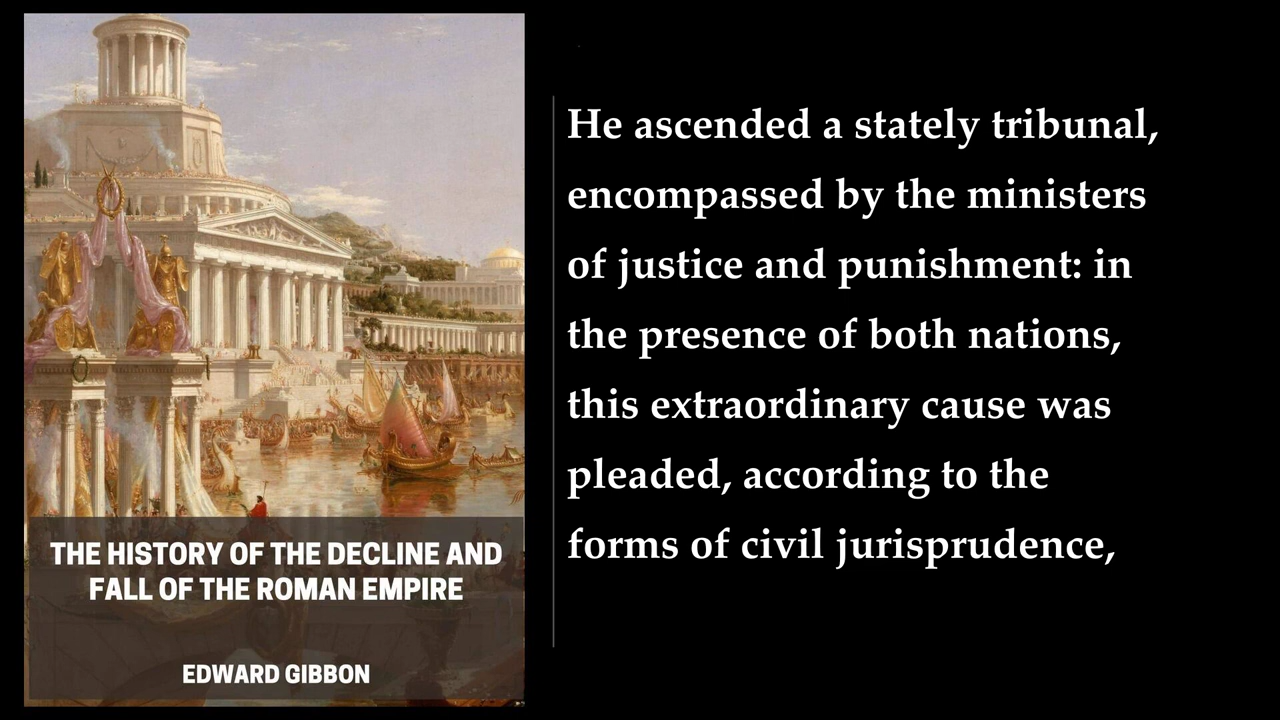 THE HISTORY OF THE DECLINE AND
FALL OF THE ROMAN EMPIRE
EDWARD GIBBON
He ascended a stately tribunal,
encompassed by the ministers
of justice and punishment: in
the presence of both nations,
this extraordinary cause was
pleaded, according to the
forms of civil jurisprudence,